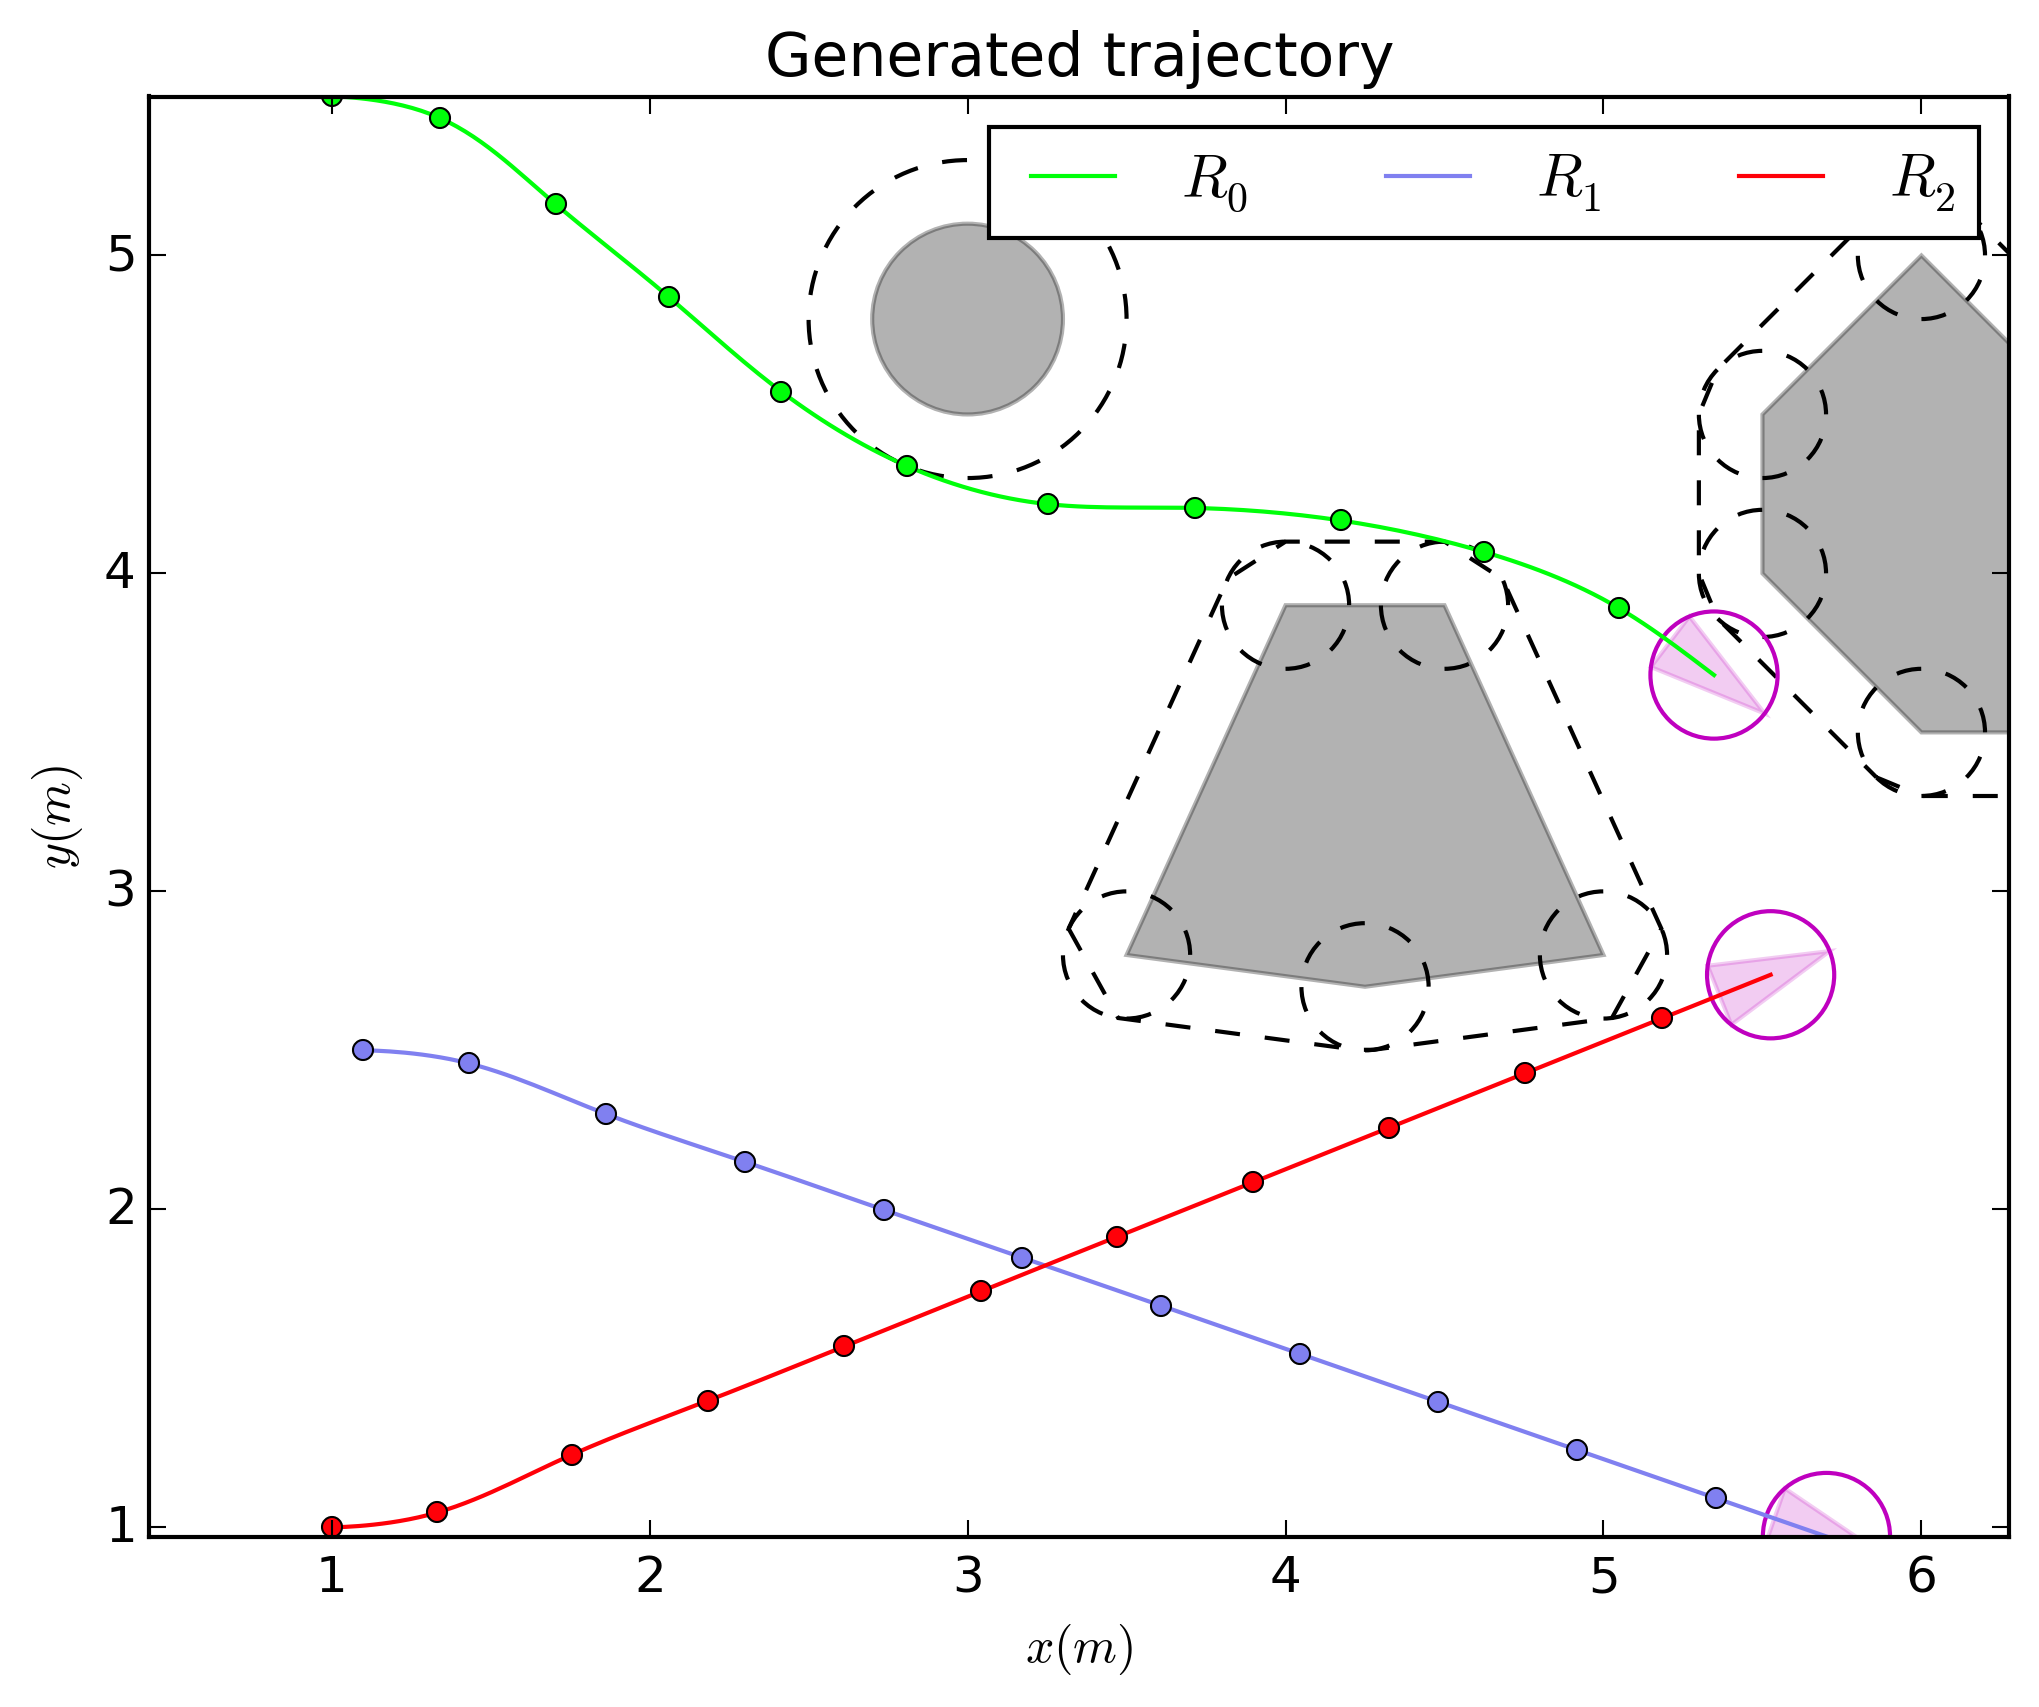 Generated trajectory
R₀ R₁ R₂
5
4
3
2
1
y(m)
1 2 3 4 5 6
x(m)